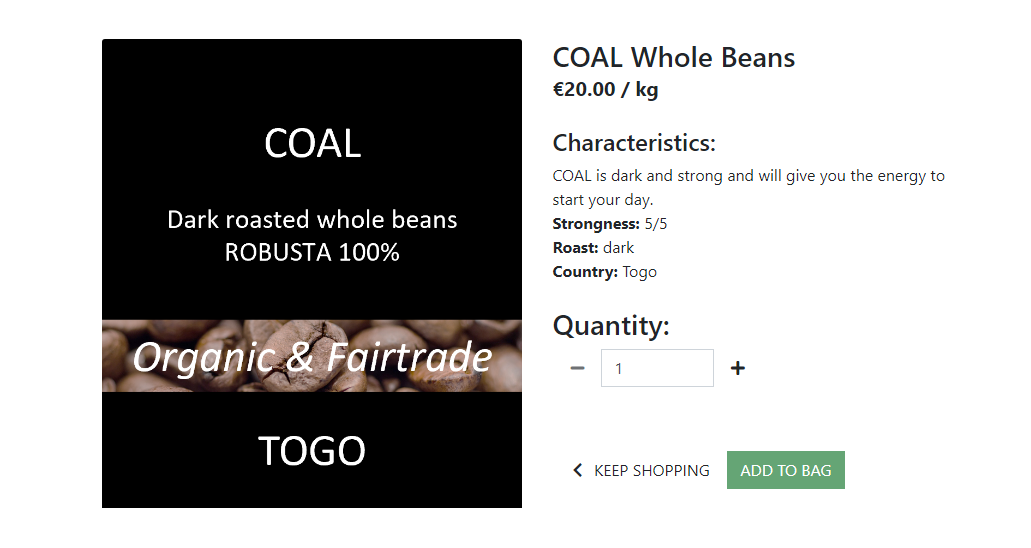 COAL
Dark roasted whole beans
ROBUSTA 100%
Organic & Fairtrade
TOGO
COAL Whole Beans
€20.00 / kg
Characteristics:
COAL is dark and strong and will give you the energy to
start your day.
Strongness: 5/5
Roast: dark
Country: Togo
Quantity:
1
KEEP SHOPPING
ADD TO BAG